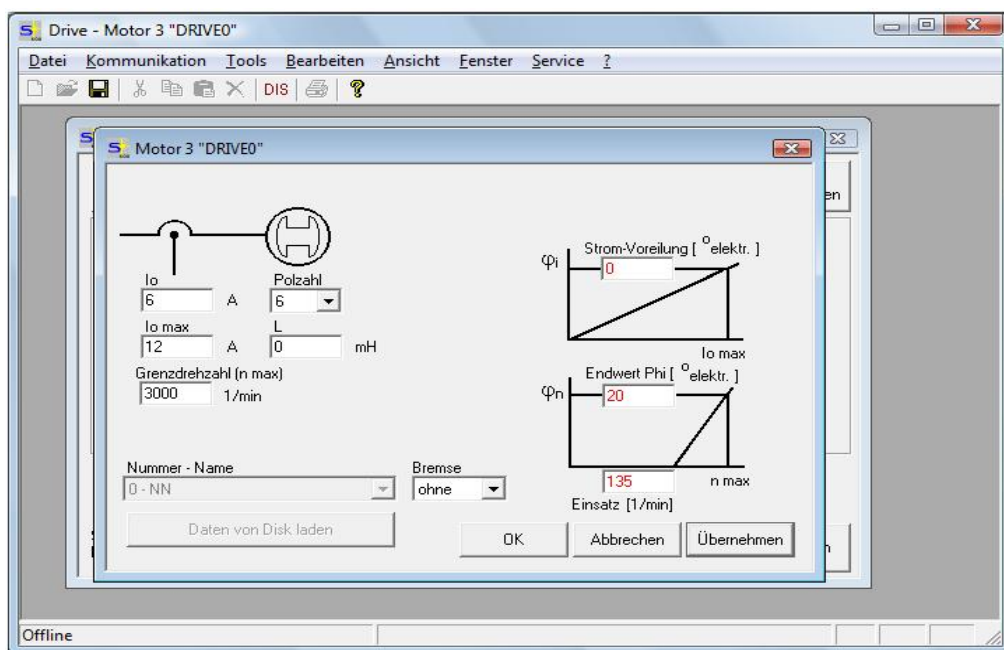 Drive - Motor 3 "DRIVE0"
Datei Kommunikation Tools Bearbeiten Ansicht Fenster Service ?
DIS
Motor 3 "DRIVE0"
en
Io
6 A
Polzahl
6
Io max
12 A
L
0 mH
Grenzdrehzahl (n max)
3000 1/min
Strom-Voreilung [ °elektr. ]
φi
0
Io max
Endwert Phi [ °elektr. ]
φn
20
135
n max
Einsatz [1/min]
Nummer - Name
0 - NN
Bremse
ohne
Daten von Disk laden
OK Abbrechen Übernehmen
n
Offline